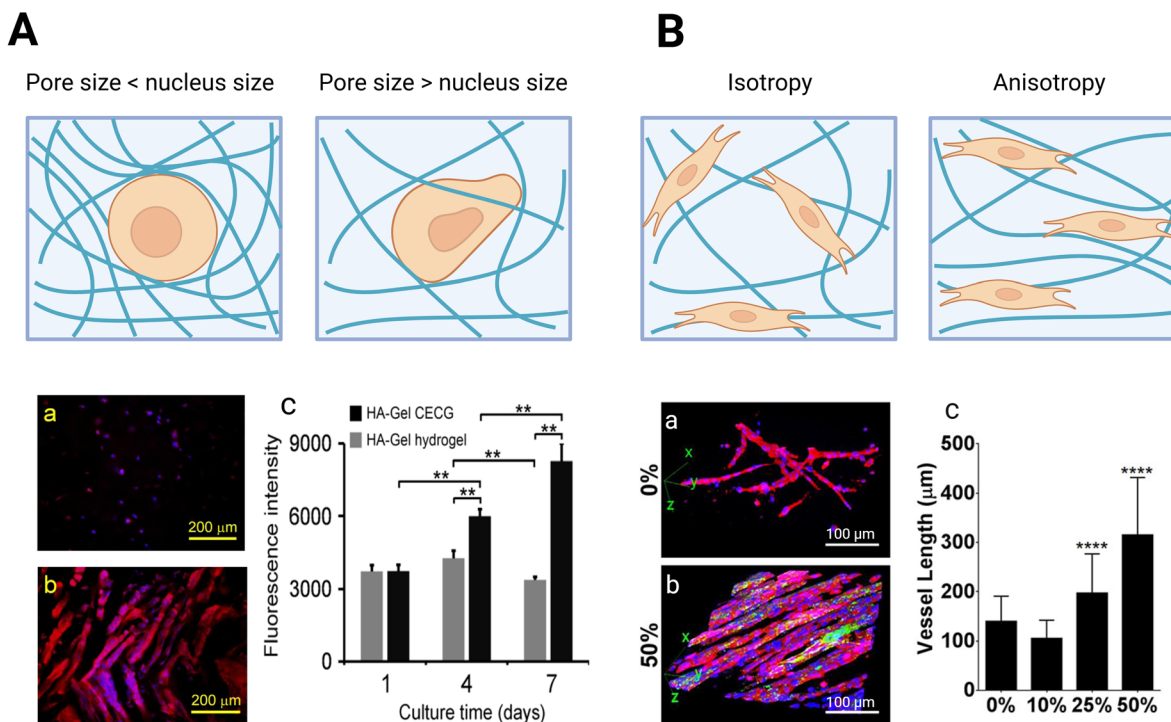 A
Pore size < nucleus size
Pore size > nucleus size
a
200 μm
b
200 μm
C
HA-Gel CECG
HA-Gel hydrogel
Fluorescence intensity
9000
6000
3000
0
**
**
**
**
**
1
4
7
Culture time (days)
B
Isotropy
Anisotropy
0%
a
x
y
z
100 μm
50%
b
x
y
z
100 μm
C
Vessel Length (μm)
500
400
300
200
100
0
****
****
0%
10%
25%
50%